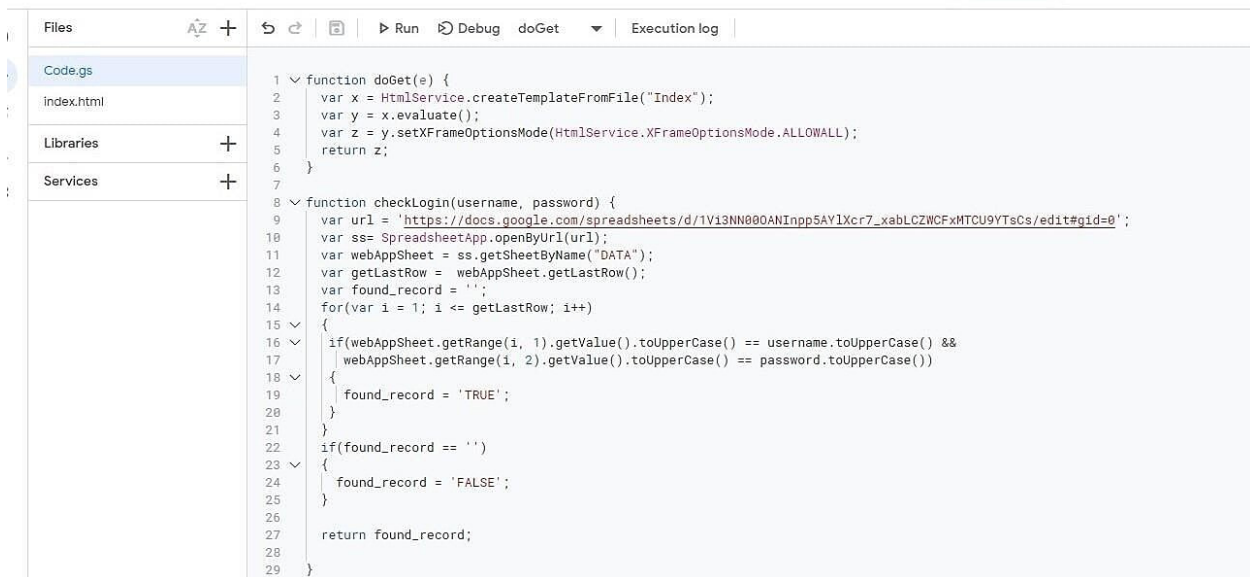 Files AZ + Run Debug doGet Execution log
Code.gs
index.html
Libraries +
Services +
1 function doGet(e) {
2 var x = HtmlService.createTemplateFromFile("Index");
3 var y = x.evaluate();
4 var z = y.setXFrameOptionsMode(HtmlService.XFrameOptionsMode.ALLOWALL);
5 return z;
6 }
7
8 function checkLogin(username, password) {
9 var url = 'https://docs.google.com/spreadsheets/d/1Vi3NN00OANInpp5AYlXcr7_xabLCZWCFxMTCU9YTsCs/edit#gid=0';
10 var ss= SpreadsheetApp.openByUrl(url);
11 var webAppSheet = ss.getSheetByName("DATA");
12 var getLastRow =  webAppSheet.getLastRow();
13 var found_record = '';
14 for(var i = 1; i <= getLastRow; i++)
15 {
16 if(webAppSheet.getRange(i, 1).getValue().toUpperCase() == username.toUpperCase() &&
17 webAppSheet.getRange(i, 2).getValue().toUpperCase() == password.toUpperCase())
18 {
19 found_record = 'TRUE';
20 }
21 }
22 if(found_record == '')
23 {
24 found_record = 'FALSE';
25 }
26
27 return found_record;
28
29 }